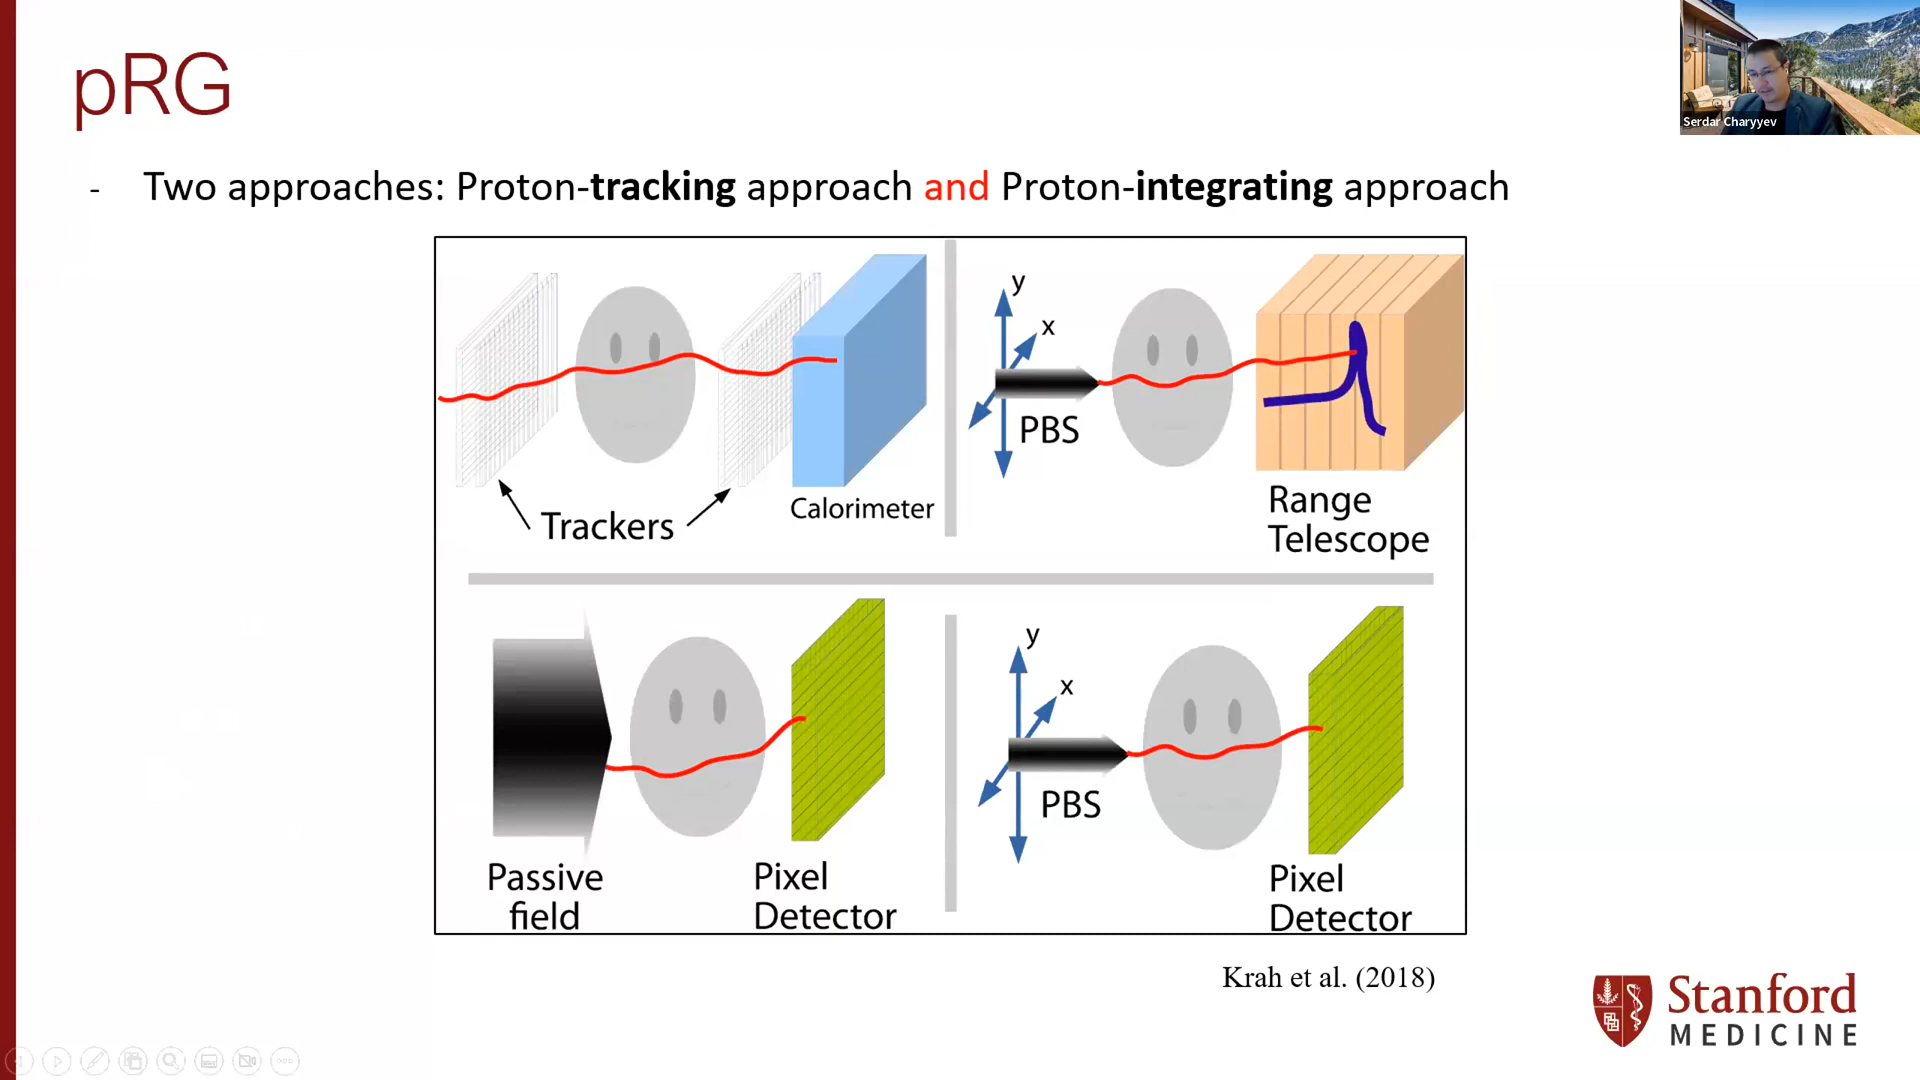 pRG
Serdar Charyyev
- Two approaches: Proton-tracking approach and Proton-integrating approach
Trackers
Calorimeter
y
x
PBS
Range
Telescope
Passive
field
Pixel
Detector
y
x
PBS
Pixel
Detector
Krah et al. (2018)
Stanford
MEDICINE